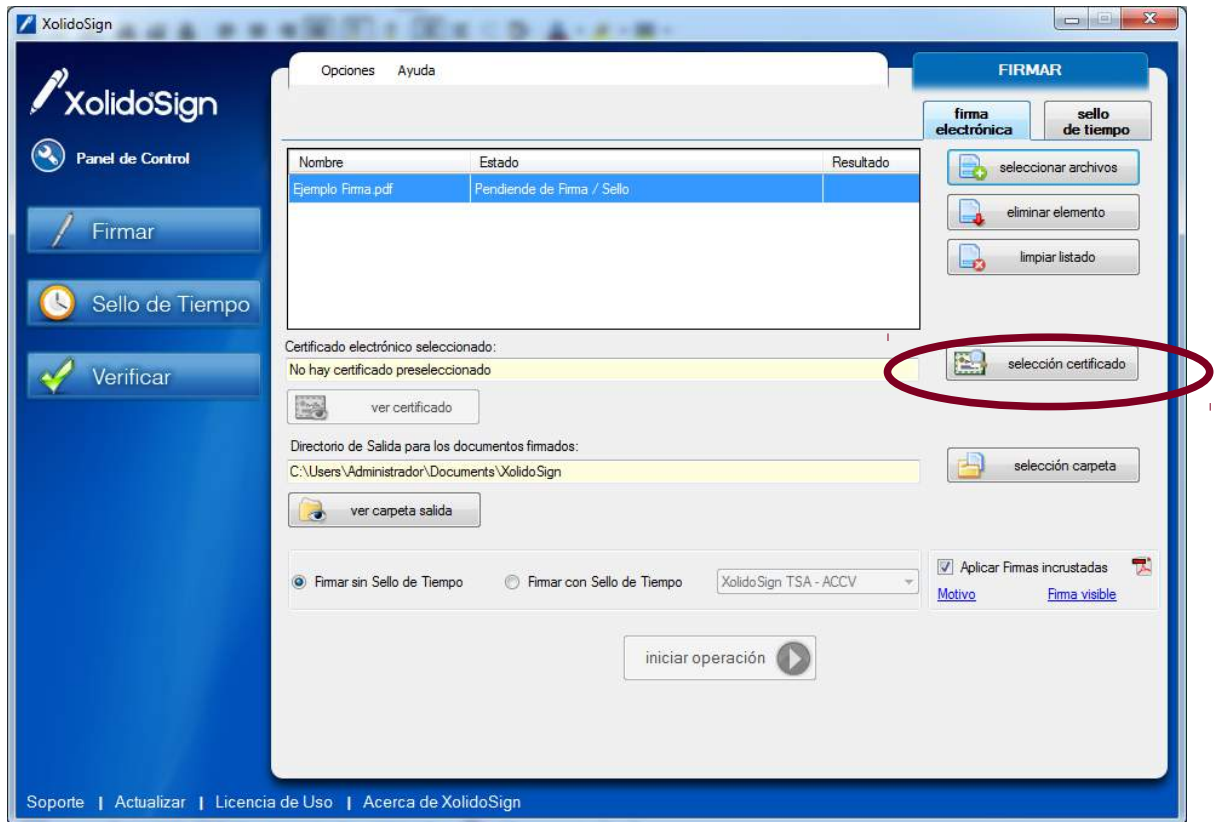 XolidoSign
XolidoSign
Panel de Control
Firmar
Sello de Tiempo
Verificar
Opciones Ayuda
FIRMAR
firma electrónica
sello de tiempo
Nombre Estado Resultado
Ejemplo Firma.pdf Pendiende de Firma / Sello
seleccionar archivos
eliminar elemento
limpiar listado
Certificado electrónico seleccionado:
No hay certificado preseleccionado
selección certificado
ver certificado
Directorio de Salida para los documentos firmados:
C:\Users\Administrador\Documents\XolidoSign
selección carpeta
ver carpeta salida
Firmar sin Sello de Tiempo Firmar con Sello de Tiempo XolidoSign TSA - ACCV
Aplicar Firmas incrustadas
Motivo Firma visible
iniciar operación
Soporte | Actualizar | Licencia de Uso | Acerca de XolidoSign